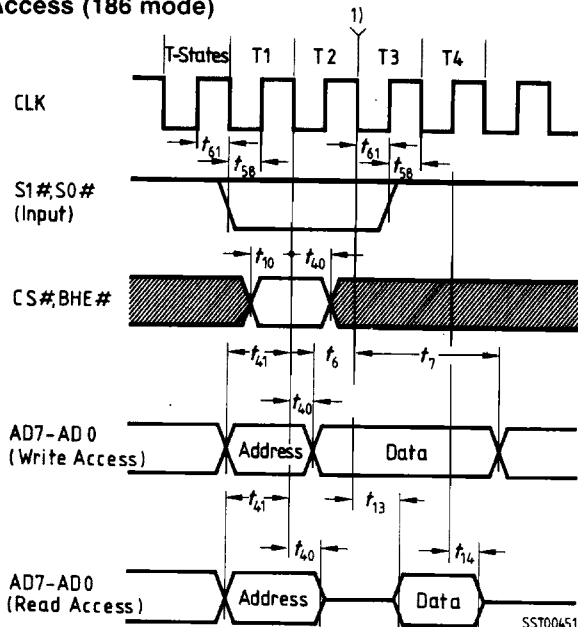 Access (186 mode)
1)
T-States T1 T2 T3 T4
CLK
t61 t61
t58 t58
S1#,S0#
(Input)
t10 t40
CS#,BHE#
t41 t6 t7
t40
AD7-AD0
(Write Access)
Address Data
t41 t13
t40 t14
AD7-AD0
(Read Access)
Address Data
SST00451